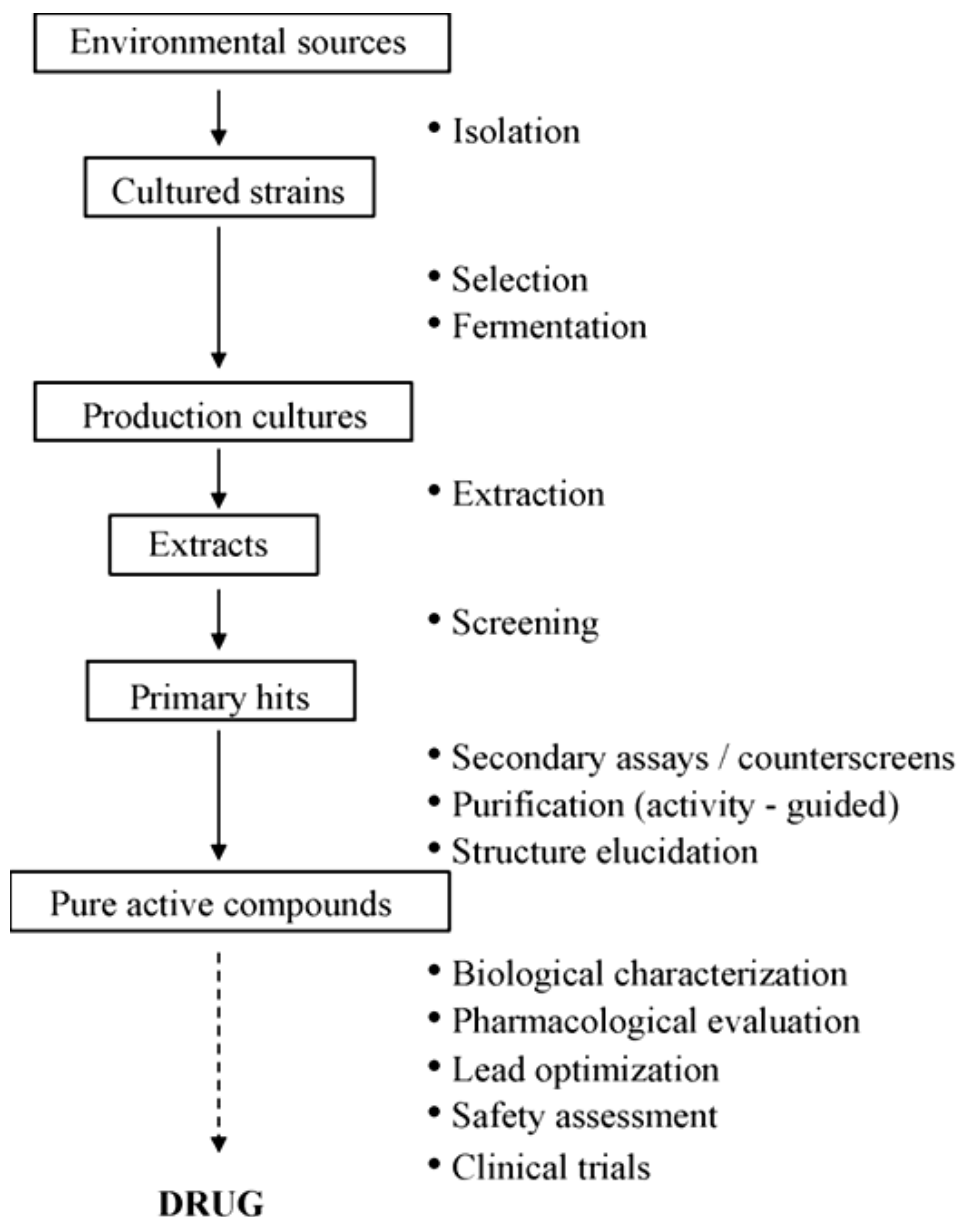 Environmental sources
• Isolation
Cultured strains
• Selection
• Fermentation
Production cultures
• Extraction
Extracts
• Screening
Primary hits
• Secondary assays / counterscreens
• Purification (activity - guided)
• Structure elucidation
Pure active compounds
• Biological characterization
• Pharmacological evaluation
• Lead optimization
• Safety assessment
• Clinical trials
DRUG